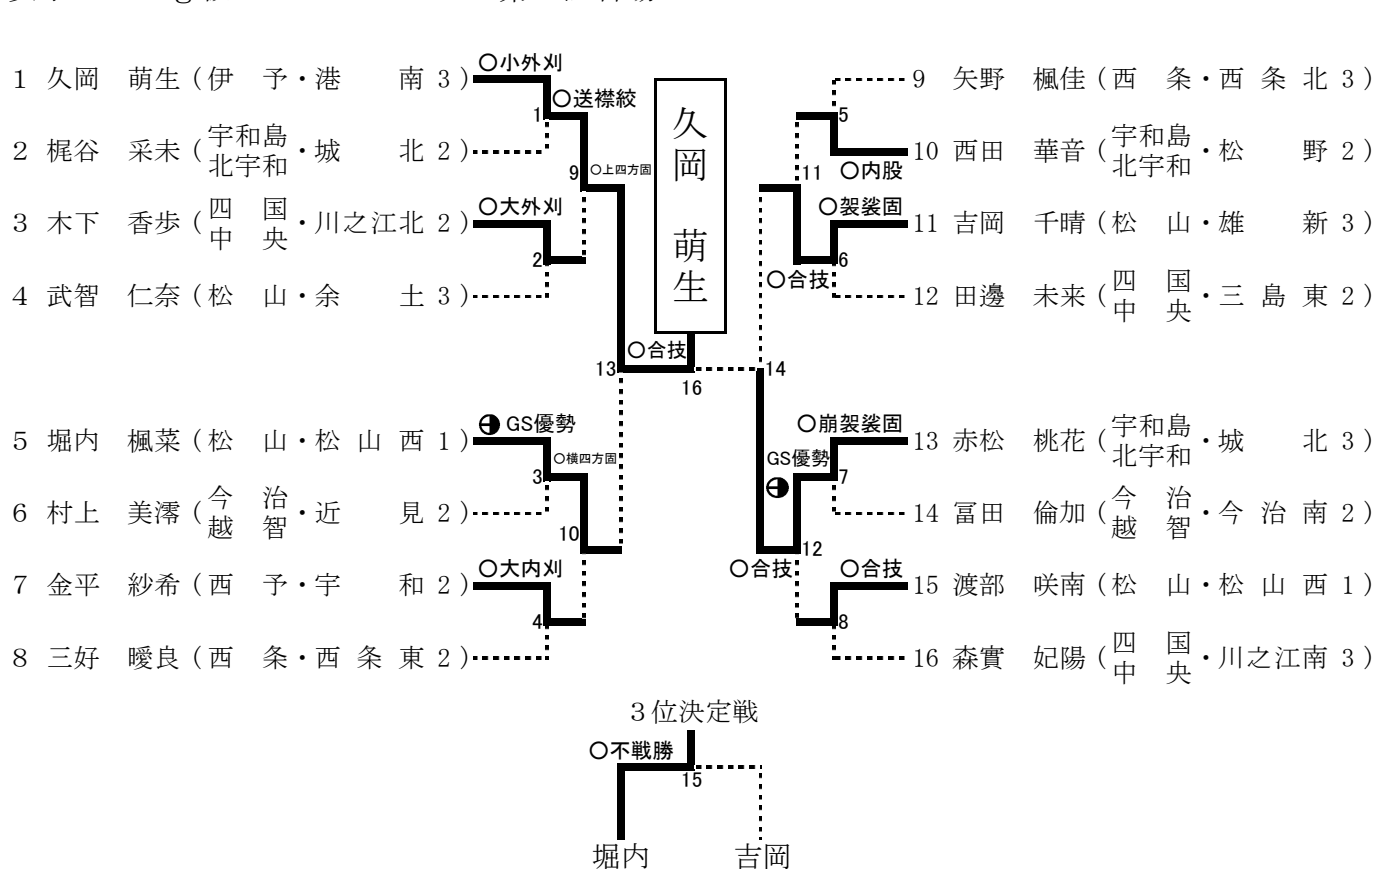 1 久岡 萌生 (伊 予・港 南 3)
2 梶谷 采未 (宇和島 北宇和・城 北 2)
3 木下 香歩 (四国 中央・川之江北 2)
4 武智 仁奈 (松 山・余 土 3)
5 堀内 楓菜 (松 山・松 山 西 1)
6 村上 美澪 (今治 越智・近 見 2)
7 金平 紗希 (西 予・宇 和 2)
8 三好 曖良 (西 条・西 条 東 2)
○小外刈
1
○送襟絞
9
○上四方固
○大外刈
2
13
○合技
16
GS優勢
3
○横四方固
10
○大内刈
4
久岡 萌生
9 矢野 楓佳 (西 条・西 条 北 3)
10 西田 華音 (宇和島 北宇和・松 野 2)
11 吉岡 千晴 (松 山・雄 新 3)
12 田邊 未来 (四国 中央・三 島 東 2)
13 赤松 桃花 (宇和島 北宇和・城 北 3)
14 冨田 倫加 (今治 越智・今 治 南 2)
15 渡部 咲南 (松 山・松 山 西 1)
16 森實 妃陽 (四国 中央・川之江南 3)
5
○内股
11
○袈裟固
6
○合技
14
○崩袈裟固
GS優勢
7
12
○合技
○合技
8
3位決定戦
○不戦勝
15
堀内 吉岡